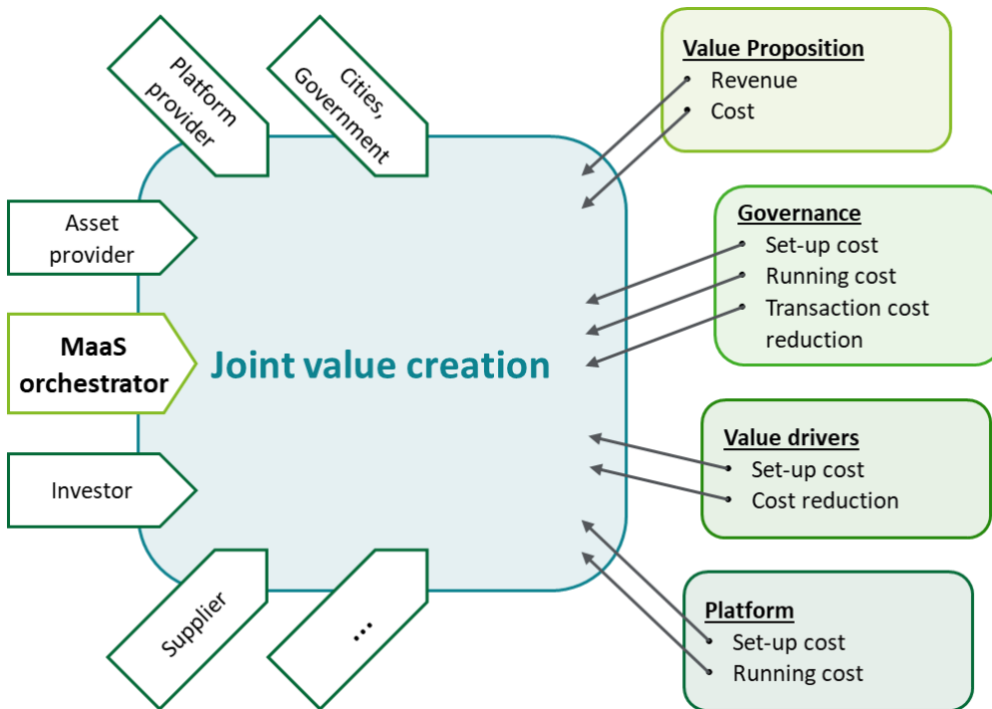 Platform
provider
Cities,
Government
Asset
provider
MaaS
orchestrator
Investor
Supplier
...
Joint value creation
Value Proposition
• Revenue
• Cost
Governance
• Set-up cost
• Running cost
• Transaction cost
reduction
Value drivers
• Set-up cost
• Cost reduction
Platform
• Set-up cost
• Running cost